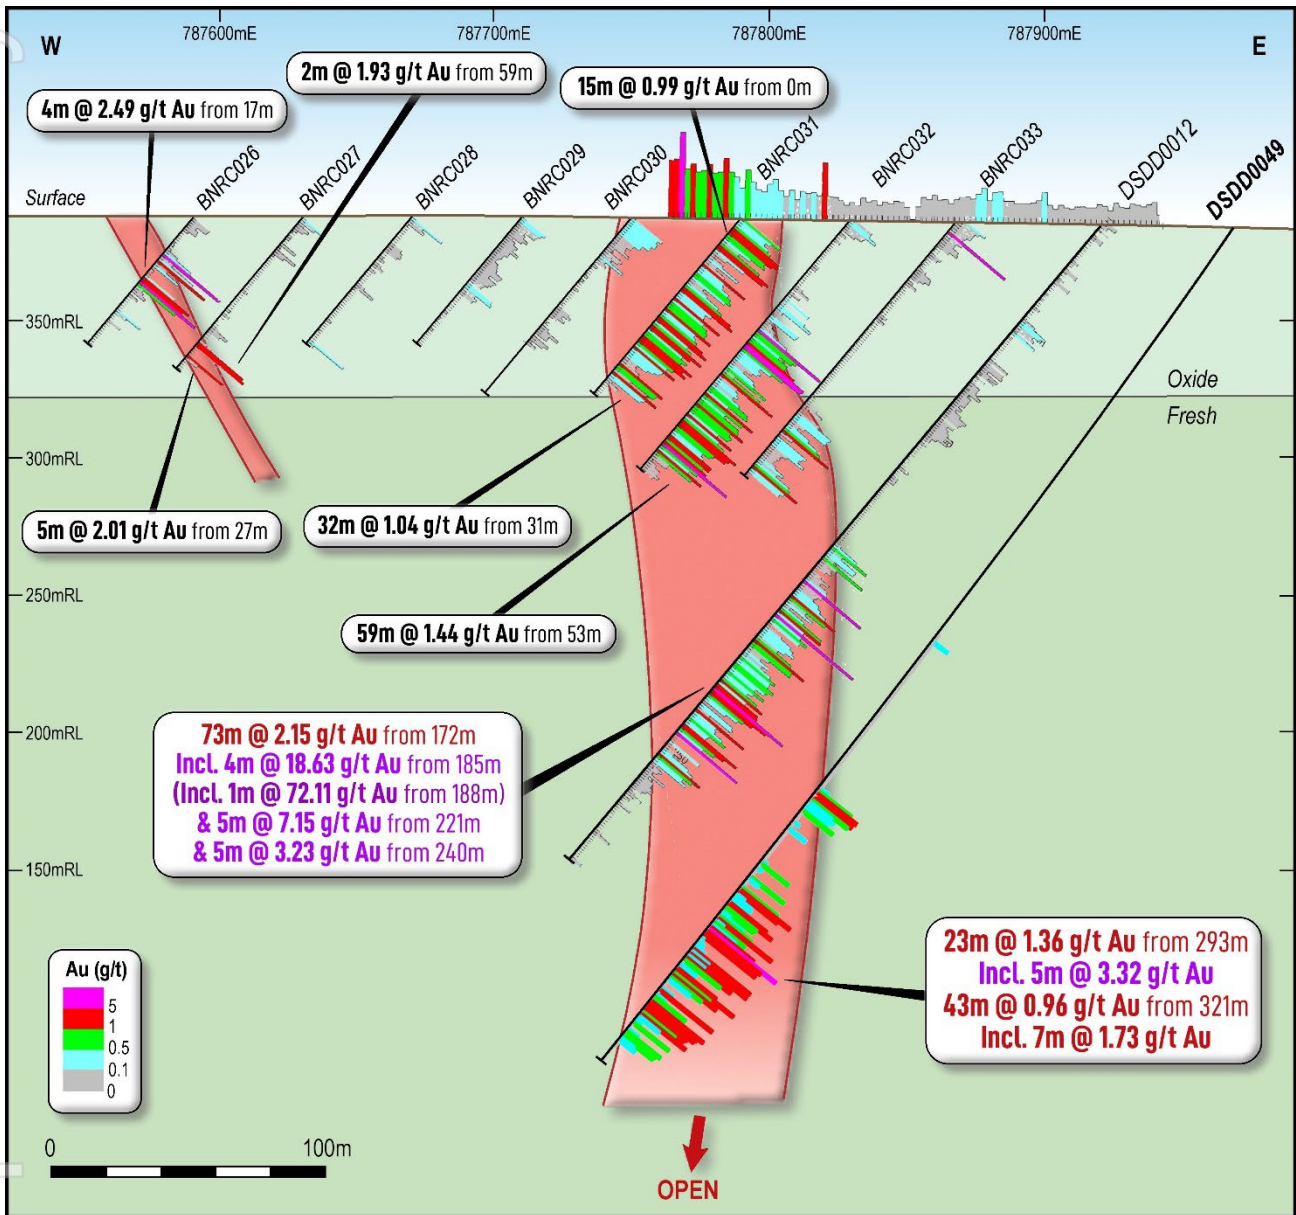 787600mE
787700mE
787800mE
787900mE
W
E
2m @ 1.93 g/t Au from 59m
15m @ 0.99 g/t Au from 0m
4m @ 2.49 g/t Au from 17m
Surface
BNRC026
BNRC027
BNRC028
BNRC029
BNRC030
BNRC031
BNRC032
BNRC033
DSDD0012
DSDD0049
350mRL
Oxide
Fresh
300mRL
5m @ 2.01 g/t Au from 27m
32m @ 1.04 g/t Au from 31m
250mRL
59m @ 1.44 g/t Au from 53m
200mRL
73m @ 2.15 g/t Au from 172m
Incl. 4m @ 18.63 g/t Au from 185m
(Incl. 1m @ 72.11 g/t Au from 188m)
& 5m @ 7.15 g/t Au from 221m
& 5m @ 3.23 g/t Au from 240m
150mRL
23m @ 1.36 g/t Au from 293m
Incl. 5m @ 3.32 g/t Au
43m @ 0.96 g/t Au from 321m
Incl. 7m @ 1.73 g/t Au
Au (g/t)
5
1
0.5
0.1
0
0
100m
OPEN